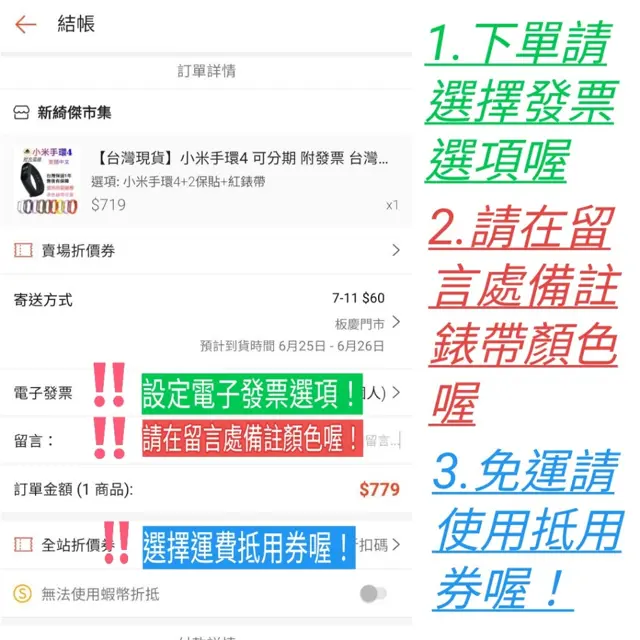 結帳
訂單詳情
新綺傑市集
小米手環4
【台灣現貨】小米手環4 可分期 附發票 台灣...
選項: 小米手環4+2保貼+紅錶帶
$719
x1
賣場折價券
寄送方式
7-11 $60
板慶門市
預計到貨時間 6月25日 - 6月26日
電子發票
!! 設定電子發票選項!
人)
留言：
!! 請在留言處備註顏色喔!
留言...
訂單金額 (1 商品):
$779
全站折價券
!! 選擇運費抵用券喔!
折扣碼
無法使用蝦幣折抵
1.下單請
選擇發票
選項喔
2.請在留
言處備註
錶帶顏色
喔
3.免運請
使用抵用
券喔！